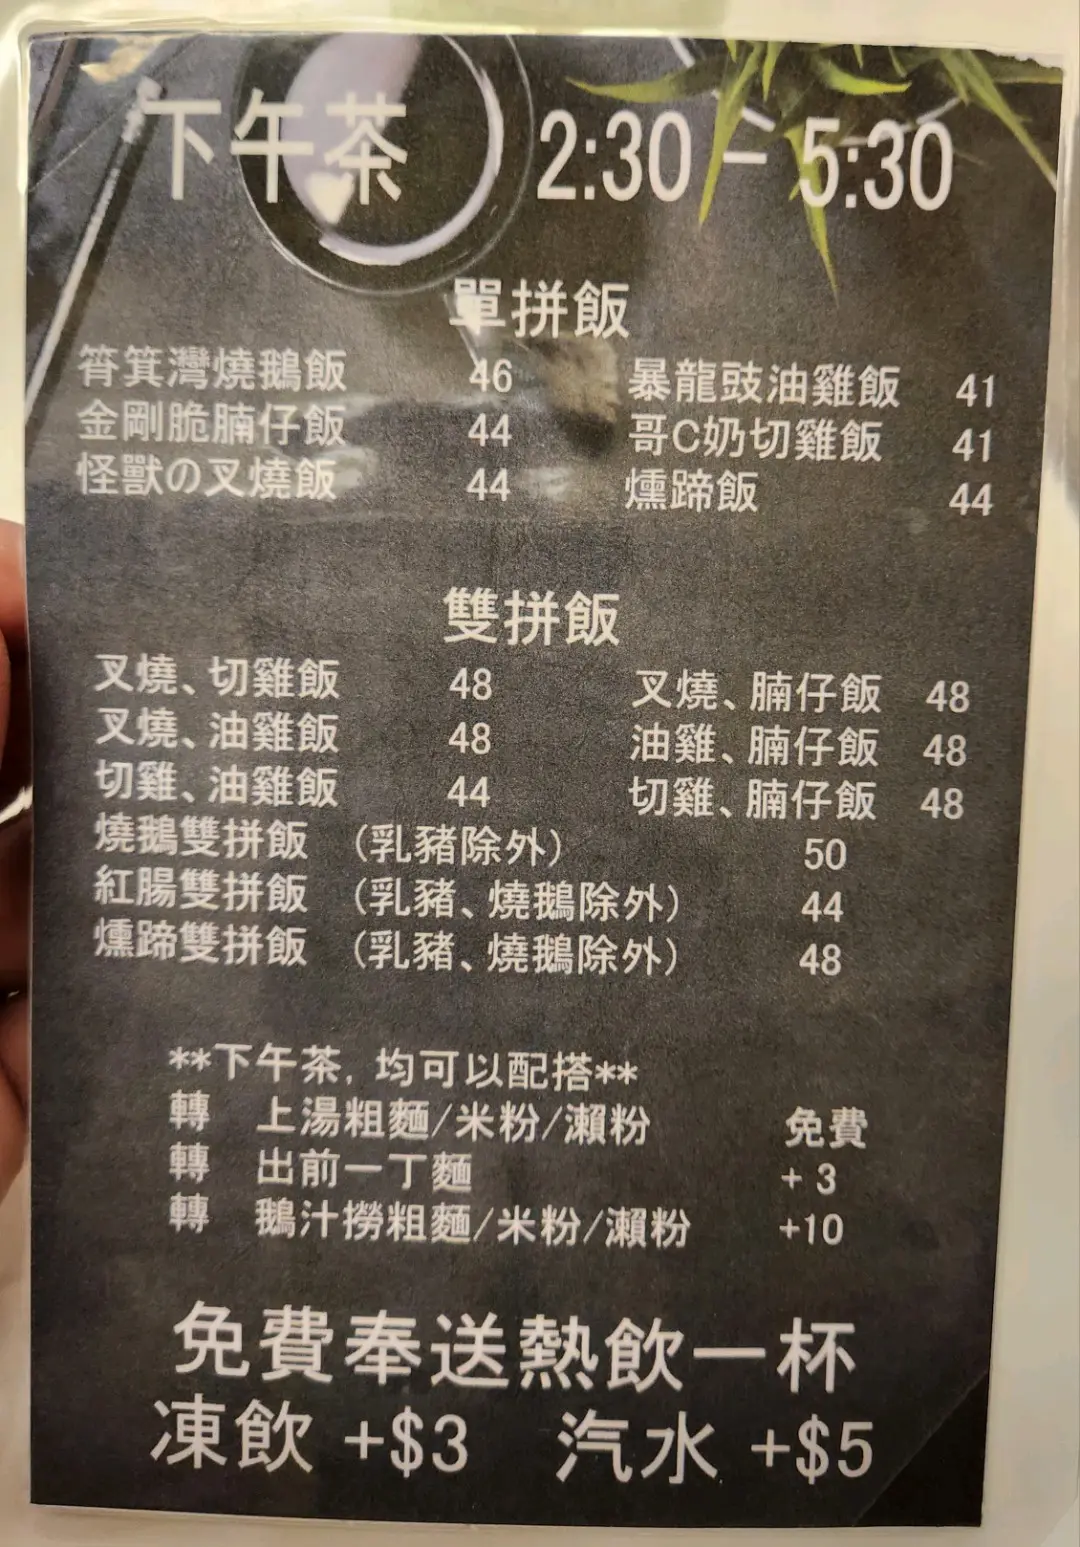 下午茶 2:30 - 5:30
單拼飯
筲箕灣燒鵝飯 46 暴龍豉油雞飯 41
金剛脆腩仔飯 44 哥C奶切雞飯 41
怪獸の叉燒飯 44 燻蹄飯 44
雙拼飯
叉燒、切雞飯 48 叉燒、腩仔飯 48
叉燒、油雞飯 48 油雞、腩仔飯 48
切雞、油雞飯 44 切雞、腩仔飯 48
燒鵝雙拼飯 (乳豬除外) 50
紅腸雙拼飯 (乳豬、燒鵝除外) 44
燻蹄雙拼飯 (乳豬、燒鵝除外) 48
**下午茶, 均可以配搭**
轉 上湯粗麵/米粉/瀨粉 免費
轉 出前一丁麵 +3
轉 鵝汁撈粗麵/米粉/瀨粉 +10
免費奉送熱飲一杯
凍飲 +$3 汽水 +$5